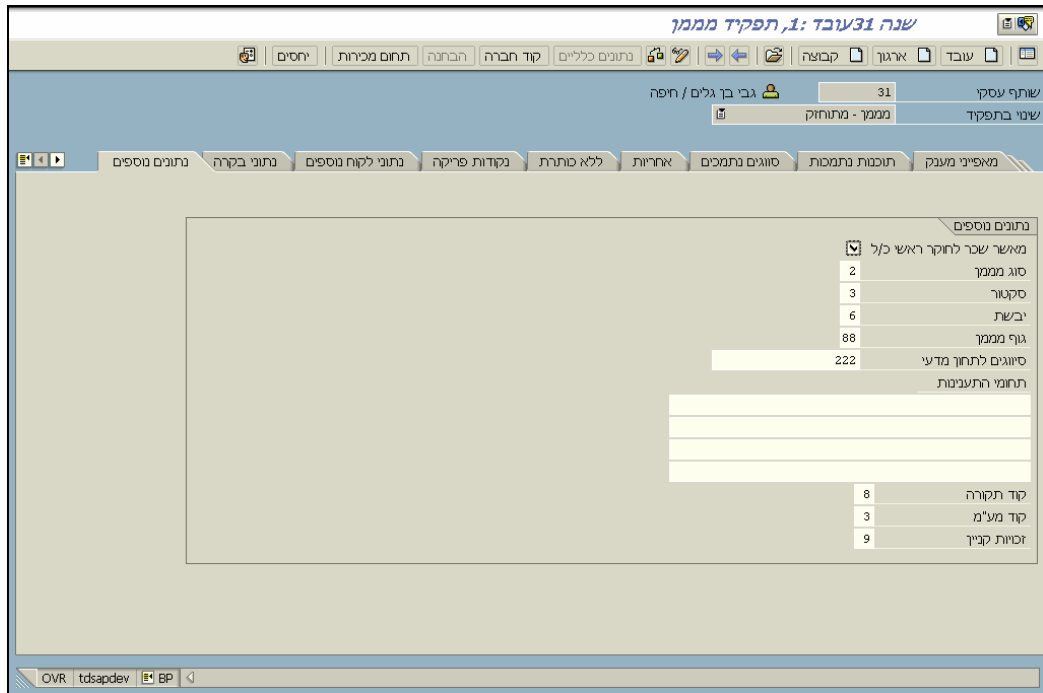 שנה 31עובד :1, תפקיד מממן
עובד ארגון קבוצה נתונים כלליים קוד חברה הבחנה תחום מכירות יחסים
שותף עסקי 31 גבי בן גלים / חיפה
שינוי בתפקיד מממן - מתוחזק
מאפייני מענק תוכנות נתמכות סווגים נתמכים אחריות ללא כותרת נקודות פריקה נתוני לקוח נוספים נתוני בקרה נתונים נוספים
נתונים נוספים
מאשר שכר לחוקר ראשי כ/ל
סוג מממן 2
סקטור 3
יבשת 6
גוף מממן 88
סיווגים לתחון מדעי 222
תחומי התענינות
קוד תקורה 8
קוד מע"מ 3
זכויות קניין 9
OVR tdsapdev BP